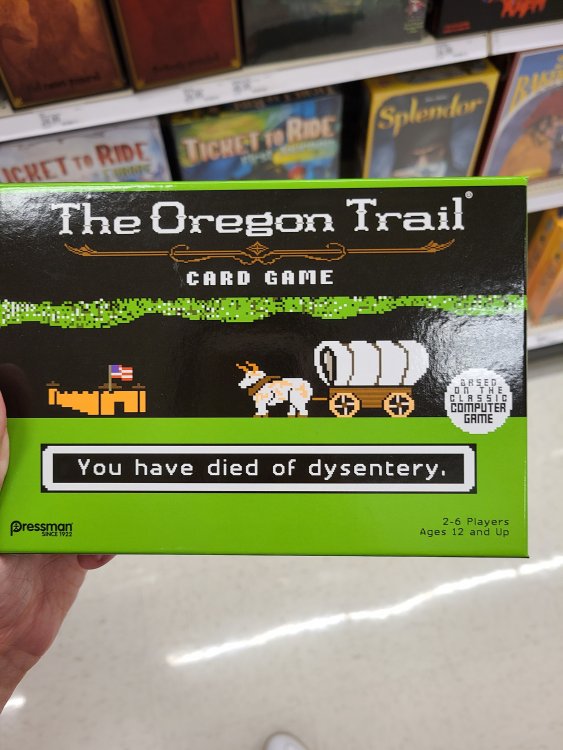 TICKET TO RIDE
TICKET TO RIDE
Splendor
The Oregon Trail®
CARD GAME
BASED
ON THE
CLASSIC
COMPUTER
GAME
You have died of dysentery.
Pressman
SINCE 1922
2-6 Players
Ages 12 and Up